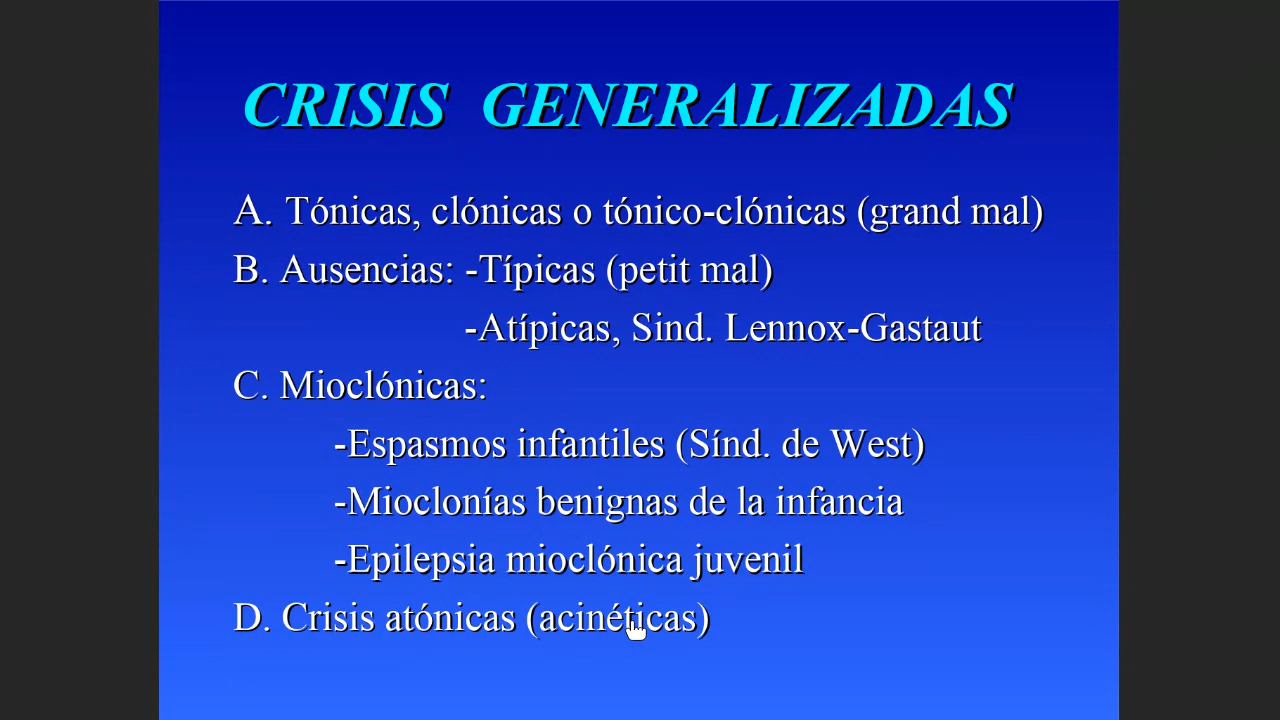 CRISIS GENERALIZADAS
A. Tónicas, clónicas o tónico-clónicas (grand mal)
B. Ausencias: -Típicas (petit mal)
-Atípicas, Sind. Lennox-Gastaut
C. Mioclónicas:
-Espasmos infantiles (Sínd. de West)
-Mioclonías benignas de la infancia
-Epilepsia mioclónica juvenil
D. Crisis atónicas (acinéticas)